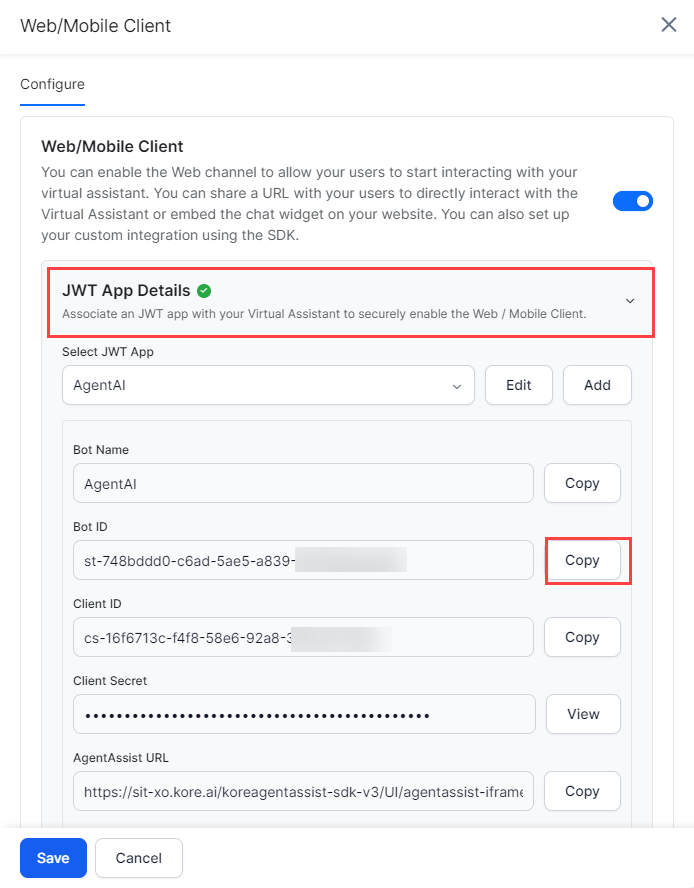 Web/Mobile Client
Configure
Web/Mobile Client
You can enable the Web channel to allow your users to start interacting with your
virtual assistant. You can share a URL with your users to directly interact with the
Virtual Assistant or embed the chat widget on your website. You can also set up
your custom integration using the SDK.
JWT App Details
Associate an JWT app with your Virtual Assistant to securely enable the Web / Mobile Client.
Select JWT App
AgentAI Edit Add
Bot Name
AgentAI Copy
Bot ID
st-748bddd0-c6ad-5ae5-a839- Copy
Client ID
cs-16f6713c-f4f8-58e6-92a8- Copy
Client Secret
•••••••••••••••••••••••••••••••••••••••••••• View
AgentAssist URL
https://sit-xo.kore.ai/koreagentassist-sdk-v3/UI/agentassist-iframe Copy
Save Cancel